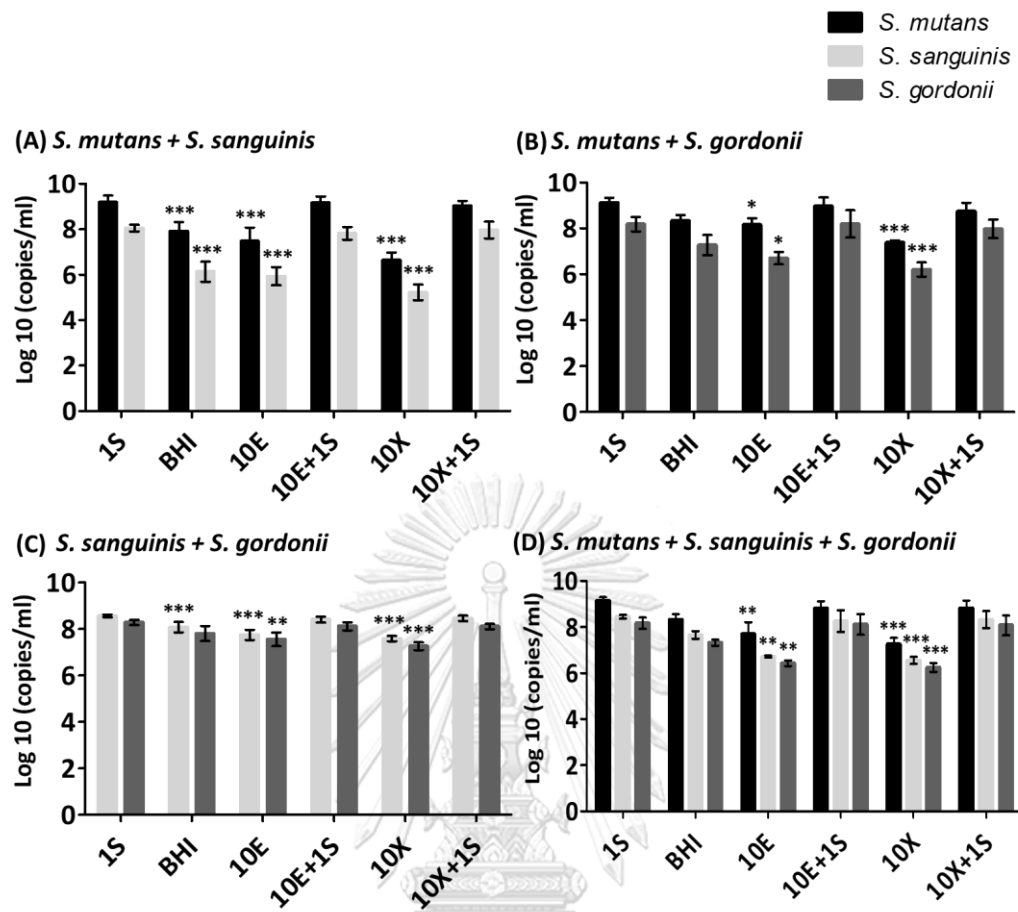 S. mutans
S. sanguinis
S. gordonii
(A) S. mutans + S. sanguinis
Log 10 (copies/ml)
10
8
6
4
2
0
*** *** *** *** *** ***
1S BHI 10E 10E+1S 10X 10X+1S
(B) S. mutans + S. gordonii
Log 10 (copies/ml)
10
8
6
4
2
0
* * *** ***
1S BHI 10E 10E+1S 10X 10X+1S
(C) S. sanguinis + S. gordonii
Log 10 (copies/ml)
10
8
6
4
2
0
*** *** ** *** ***
1S BHI 10E 10E+1S 10X 10X+1S
(D) S. mutans + S. sanguinis + S. gordonii
Log 10 (copies/ml)
10
8
6
4
2
0
** ** ** *** *** ***
1S BHI 10E 10E+1S 10X 10X+1S